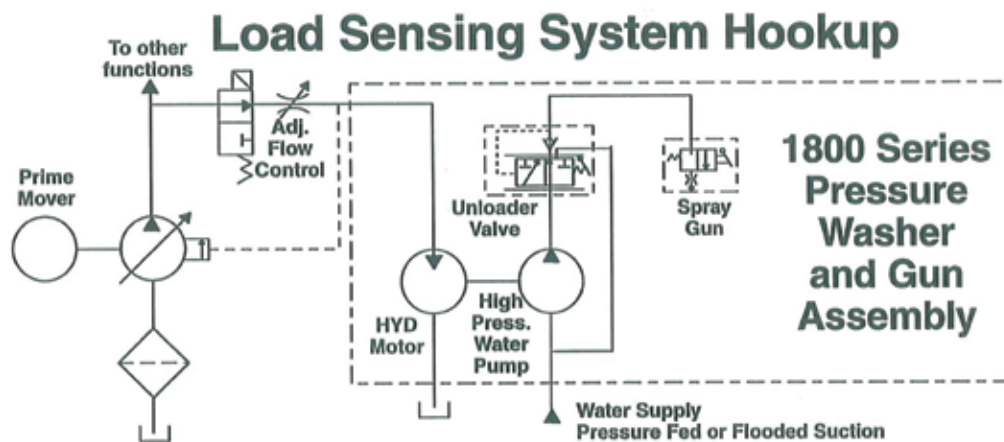 Load Sensing System Hookup
To other
functions
Adj.
Flow
Control
Prime
Mover
Unloader
Valve
Spray
Gun
1800 Series
Pressure
Washer
and Gun
Assembly
HYD
Motor
High
Press.
Water
Pump
Water Supply
Pressure Fed or Flooded Suction